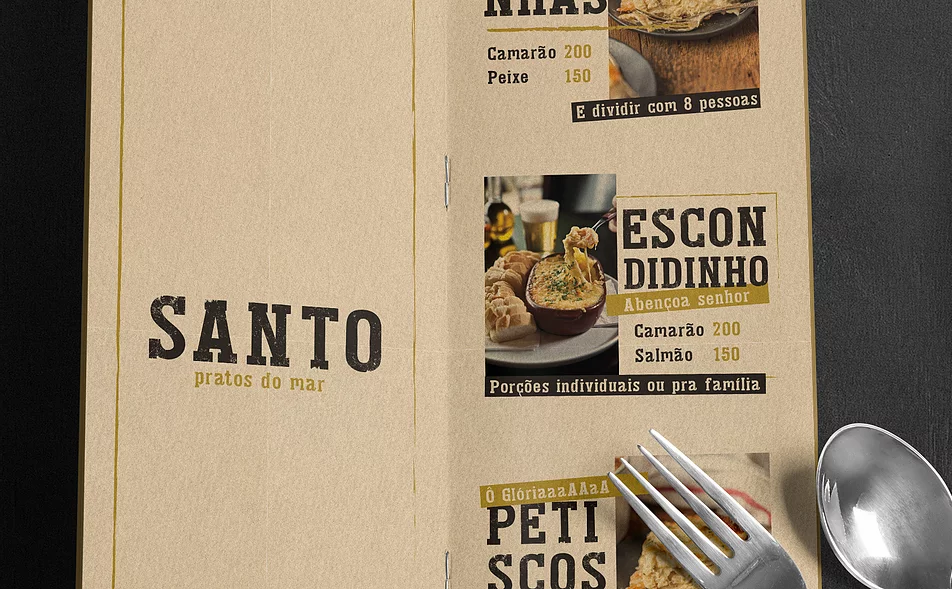 SANTO
pratos do mar
NHAS
Camarão 200
Peixe 150
E dividir com 8 pessoas
ESCON
DIDINHO
Abençoa senhor
Camarão 200
Salmão 150
Porções individuais ou pra família
Ô GlóriaaaAAaA
PETI
SCOS